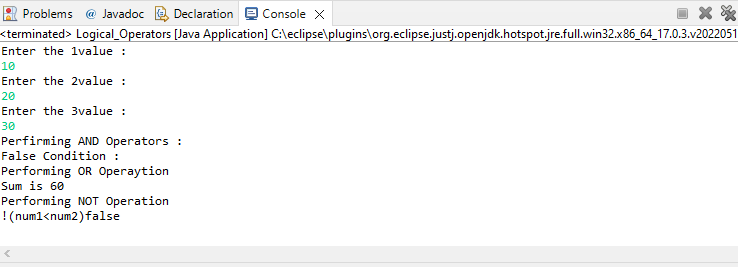 Problems @ Javadoc Declaration Console
<terminated> Logical_Operators [Java Application] C:\eclipse\plugins\org.eclipse.justj.openjdk.hotspot.jre.full.win32.x86_64_17.0.3.v2022051
Enter the 1value :
10
Enter the 2value :
20
Enter the 3value :
30
Perfirming AND Operators :
False Condition :
Performing OR Operaytion
Sum is 60
Performing NOT Operation
!(num1<num2)false